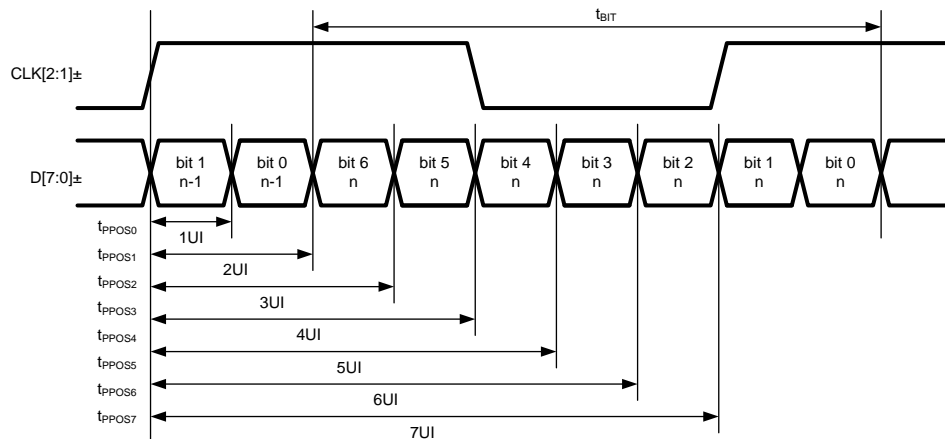 tBIT
CLK[2:1]±
D[7:0]±
bit 1 n-1
bit 0 n-1
bit 6 n
bit 5 n
bit 4 n
bit 3 n
bit 2 n
bit 1 n
bit 0 n
tPPOS0
1UI
tPPOS1
2UI
tPPOS2
3UI
tPPOS3
4UI
tPPOS4
5UI
tPPOS5
6UI
tPPOS6
7UI
tPPOS7